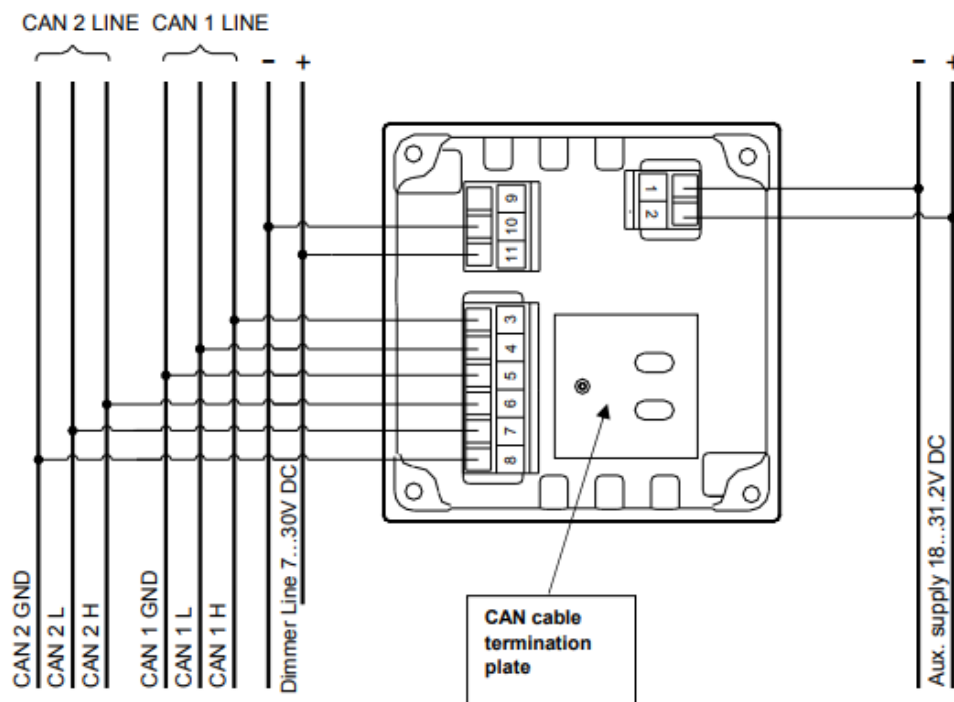 CAN 2 LINE CAN 1 LINE
- +
- +
9
10
11
1
2
3
4
5
6
7
8
CAN 2 GND
CAN 2 L
CAN 2 H
CAN 1 GND
CAN 1 L
CAN 1 H
Dimmer Line 7...30V DC
Aux. supply 18...31.2V DC
CAN cable
termination
plate